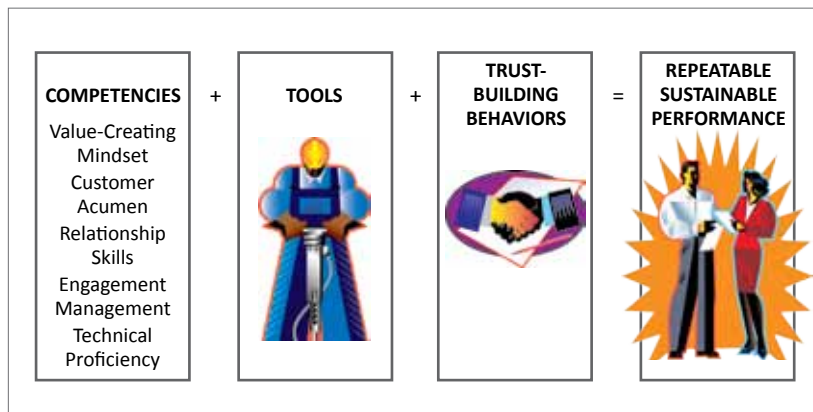 COMPETENCIES
Value-Creating
Mindset
Customer
Acumen
Relationship
Skills
Engagement
Management
Technical
Proficiency
+
TOOLS
+
TRUST-
BUILDING
BEHAVIORS
=
REPEATABLE
SUSTAINABLE
PERFORMANCE